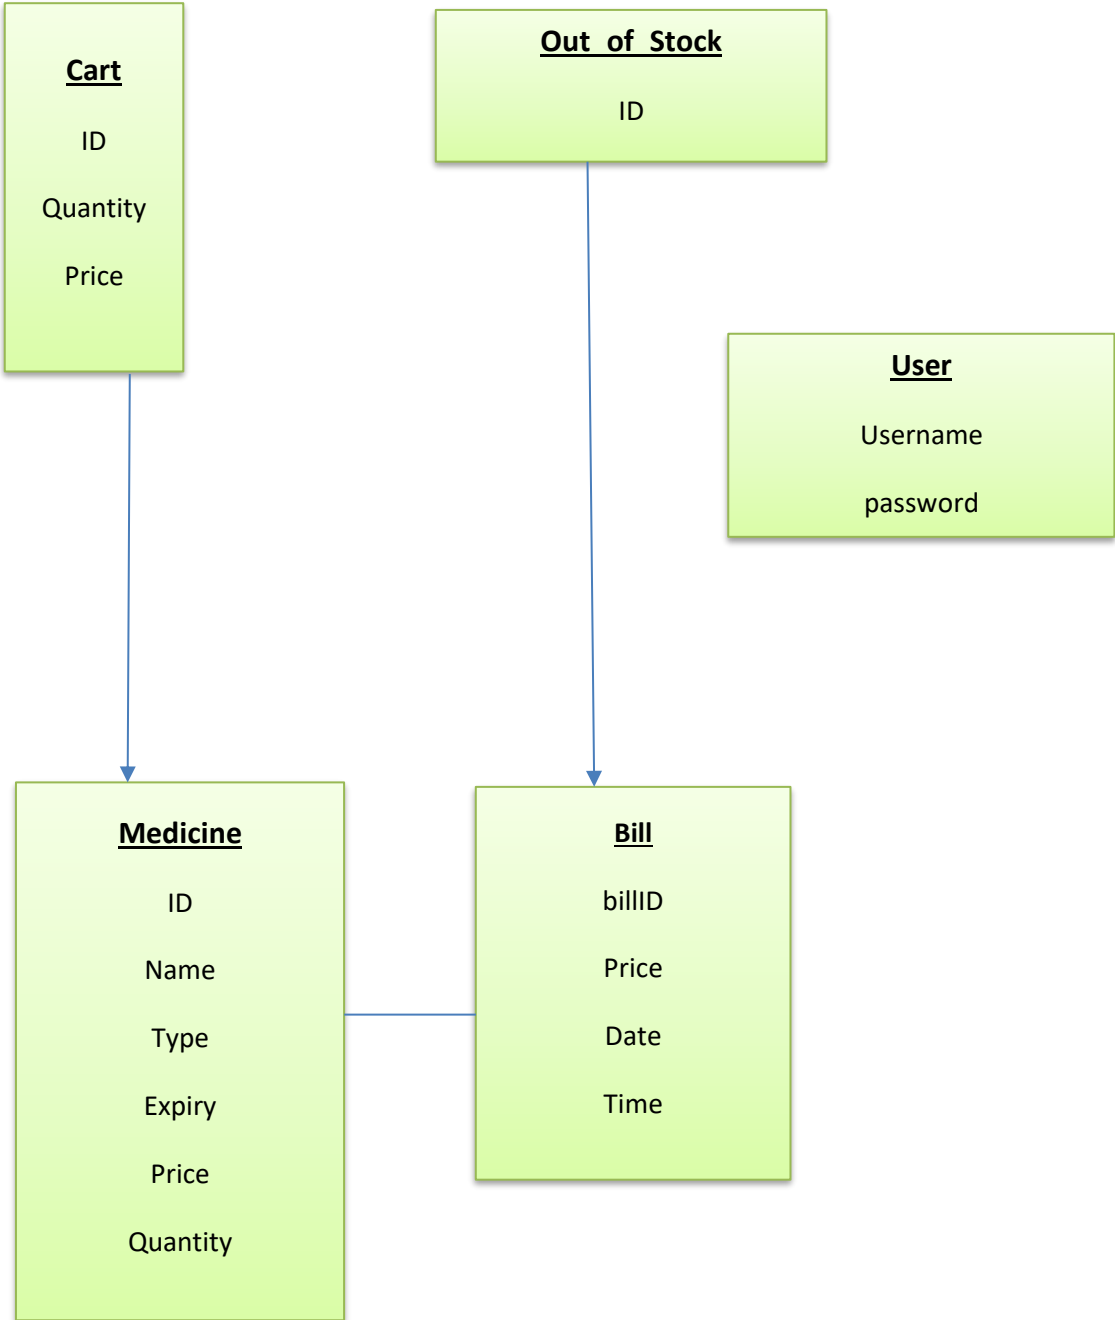 Cart
ID
Quantity
Price
Out of Stock
ID
User
Username
password
Medicine
ID
Name
Type
Expiry
Price
Quantity
Bill
billID
Price
Date
Time